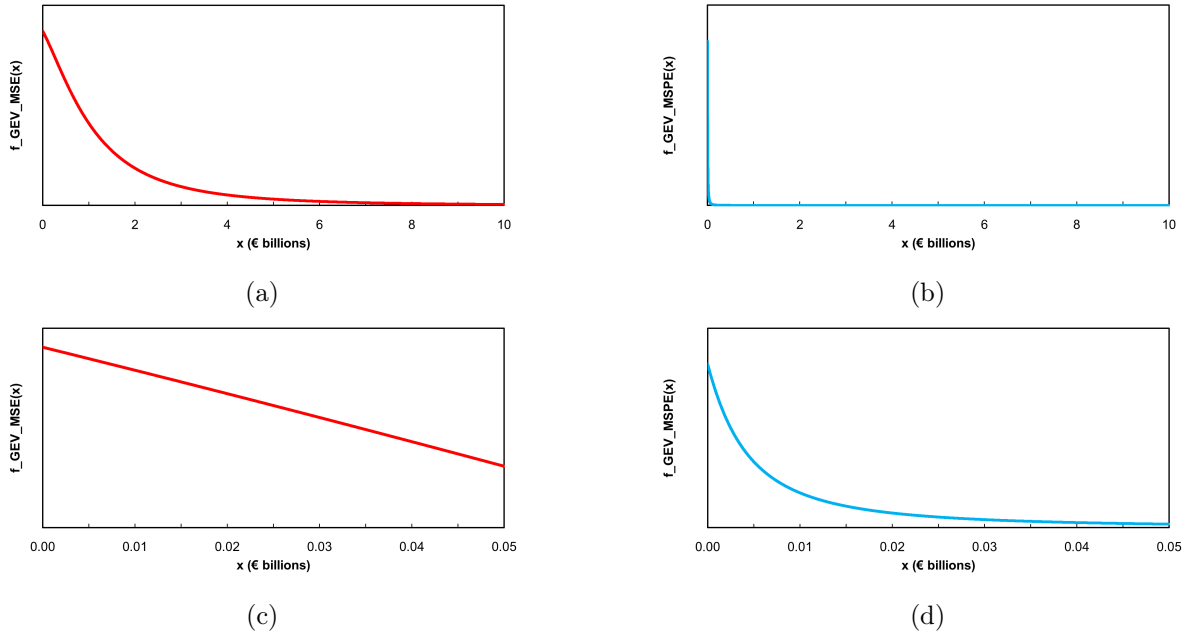 f_GEV_MSE(x)
0 2 4 6 8 10
x (€ billions)
(a)
f_GEV_MSPE(x)
0 2 4 6 8 10
x (€ billions)
(b)
f_GEV_MSE(x)
0.00 0.01 0.02 0.03 0.04 0.05
x (€ billions)
(c)
f_GEV_MSPE(x)
0.00 0.01 0.02 0.03 0.04 0.05
x (€ billions)
(d)